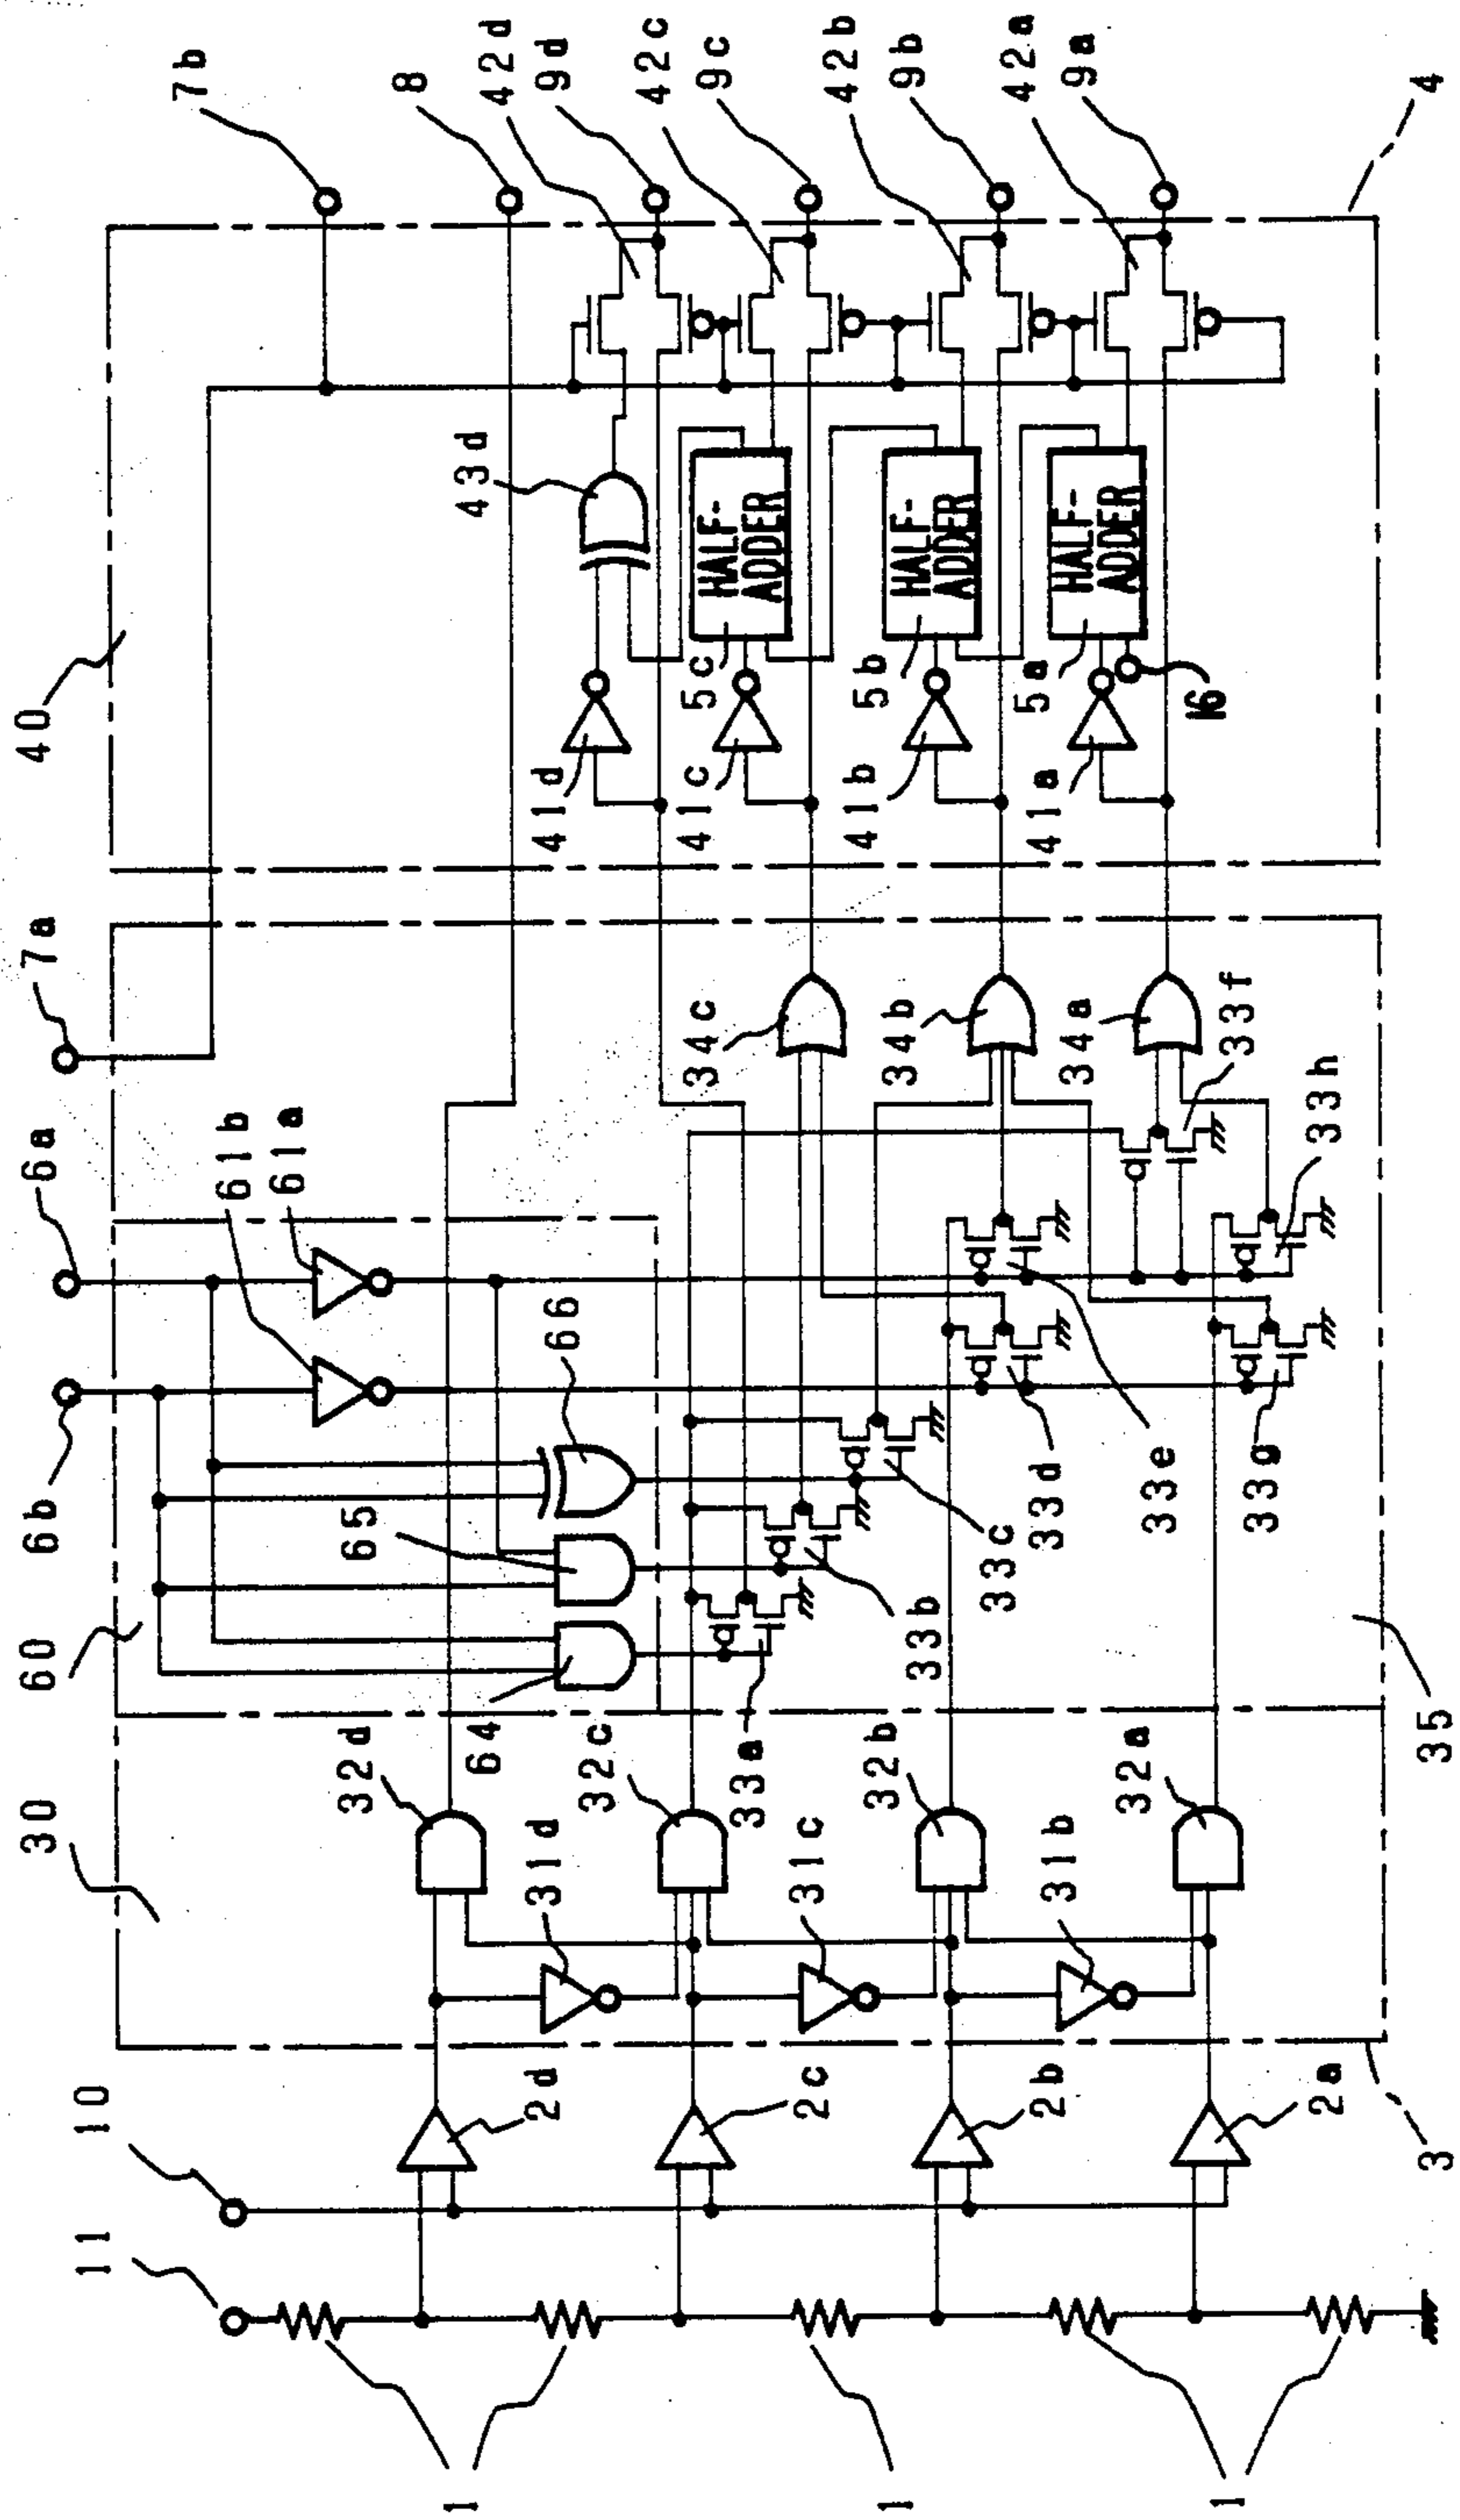 7b
8
42d
9d
42c
9c
42b
9b
42a
9a
4
40
43d
HALF-
ADDER
HALF-
ADDER
HALF-
ADDER
5c
5b
5a
16
41d
41c
41b
41a
7a
6a
61b
61a
34c
34b
34a
33f
33h
66
6b
65
60
64
33e
33d
33g
33c
33b
33a
35
30
32d
32c
32b
32a
31d
31c
31b
10
11
2d
2c
2b
2a
3
1
1
1